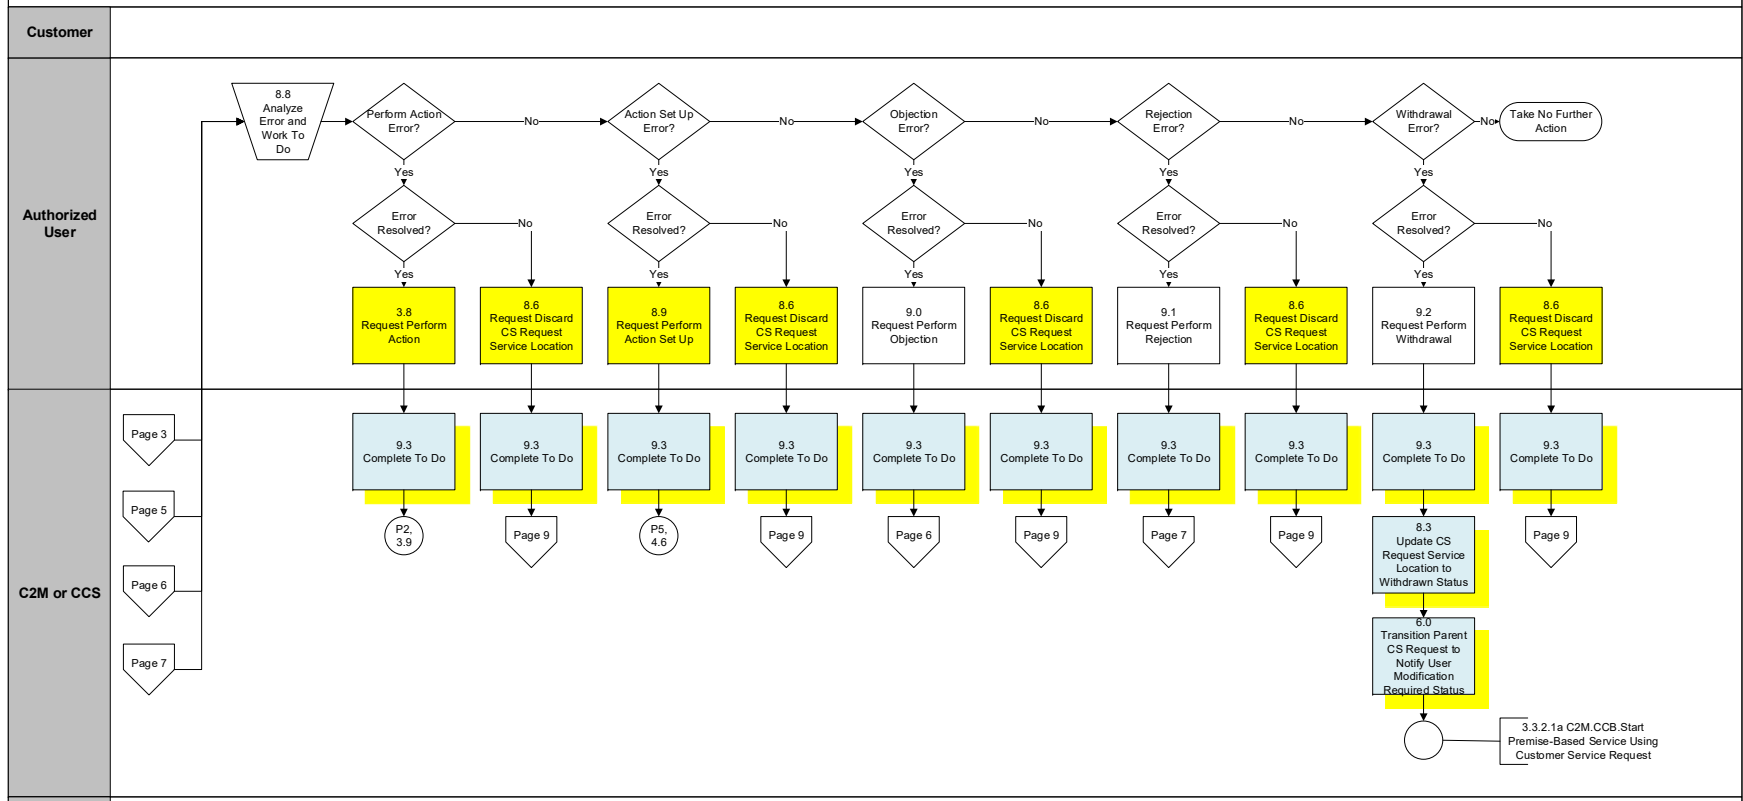 Customer
Authorized
User
8.8
Analyze
Error and
Work To
Do
Perform Action
Error?
No
Action Set Up
Error?
No
Objection
Error?
No
Rejection
Error?
No
Withdrawal
Error?
No
Take No Further
Action
Yes
Yes
Yes
Yes
Yes
Error
Resolved?
No
Error
Resolved?
No
Error
Resolved?
No
Error
Resolved?
No
Error
Resolved?
No
Yes
Yes
Yes
Yes
Yes
3.8
Request Perform
Action
8.6
Request Discard
CS Request
Service Location
8.9
Request Perform
Action Set Up
8.6
Request Discard
CS Request
Service Location
9.0
Request Perform
Objection
8.6
Request Discard
CS Request
Service Location
9.1
Request Perform
Rejection
8.6
Request Discard
CS Request
Service Location
9.2
Request Perform
Withdrawal
8.6
Request Discard
CS Request
Service Location
C2M or CCS
Page 3
Page 5
Page 6
Page 7
9.3
Complete To Do
9.3
Complete To Do
9.3
Complete To Do
9.3
Complete To Do
9.3
Complete To Do
9.3
Complete To Do
9.3
Complete To Do
9.3
Complete To Do
9.3
Complete To Do
9.3
Complete To Do
P2,
3.9
Page 9
P5,
4.6
Page 9
Page 6
Page 9
Page 7
Page 9
8.3
Update CS
Request Service
Location to
Withdrawn Status
Page 9
6.0
Transition Parent
CS Request to
Notify User
Modification
Required Status
3.3.2.1a C2M.CCB.Start
Premise-Based Service Using
Customer Service Request